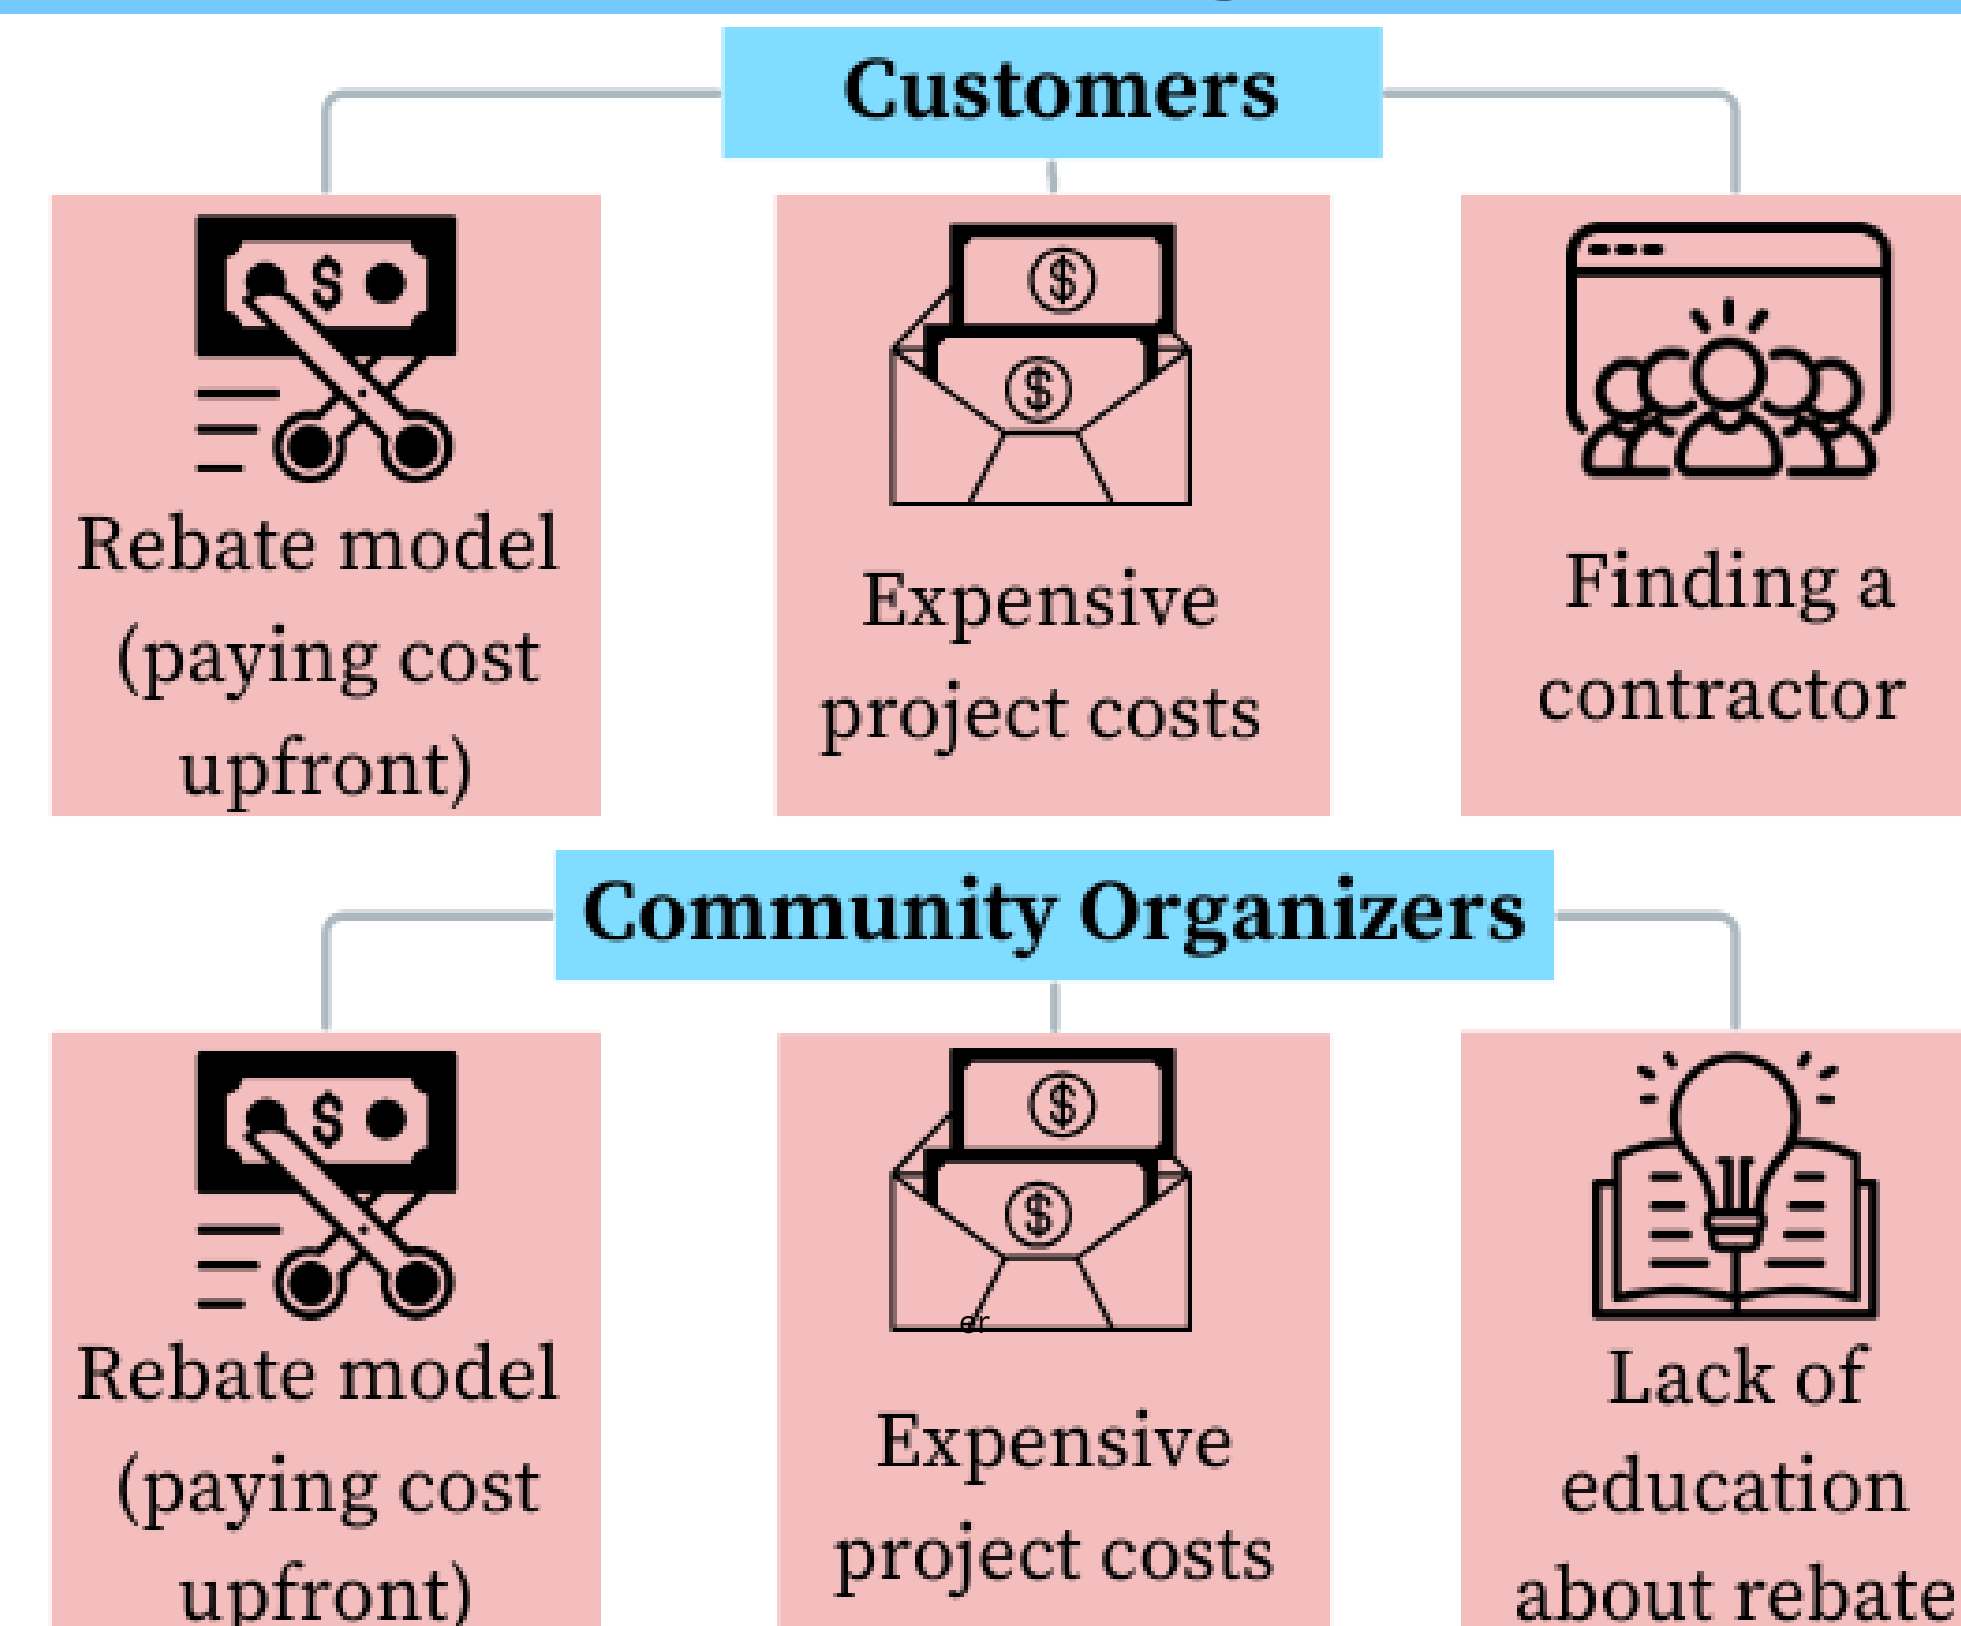 Customers
Rebate model
(paying cost
upfront)
Expensive
project costs
Finding a
contractor
Community Organizers
Rebate model
(paying cost
upfront)
er
Expensive
project costs
Lack of
education
about rebate